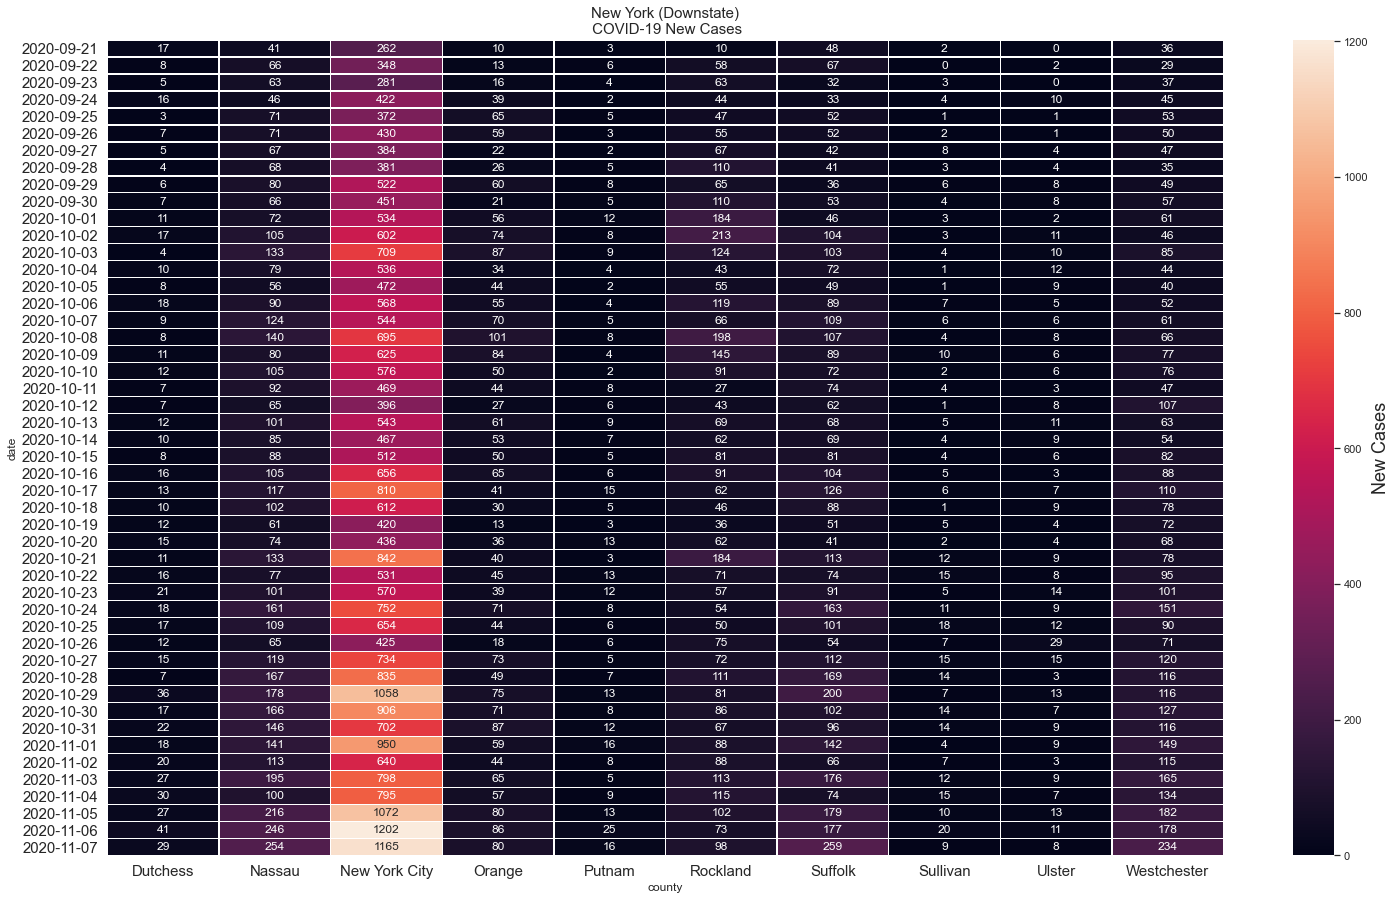 New York (Downstate)
COVID-19 New Cases
2020-09-21 17 41 262 10 3 10 48 2 0 36
2020-09-22 8 66 348 13 6 58 67 0 2 29
2020-09-23 5 63 281 16 4 63 32 3 0 37
2020-09-24 16 46 422 39 2 44 33 4 10 45
2020-09-25 3 71 372 65 5 47 52 1 1 53
2020-09-26 7 71 430 59 3 55 52 2 1 50
2020-09-27 5 67 384 22 2 67 42 8 4 47
2020-09-28 4 68 381 26 5 110 41 3 4 35
2020-09-29 6 80 522 60 8 65 36 6 8 49
2020-09-30 7 66 451 21 5 110 53 4 8 57
2020-10-01 11 72 534 56 12 184 46 3 2 61
2020-10-02 17 105 602 74 8 213 104 3 11 46
2020-10-03 4 133 709 87 9 124 103 4 10 85
2020-10-04 10 79 536 34 4 43 72 1 12 44
2020-10-05 8 56 472 44 2 55 49 1 9 40
2020-10-06 18 90 568 55 4 119 89 7 5 52
2020-10-07 9 124 544 70 5 66 109 6 6 61
2020-10-08 8 140 695 101 8 198 107 4 8 66
2020-10-09 11 80 625 84 4 145 89 10 6 77
2020-10-10 12 105 576 50 2 91 72 2 6 76
2020-10-11 7 92 469 44 8 27 74 4 3 47
2020-10-12 7 65 396 27 6 43 62 1 8 107
2020-10-13 12 101 543 61 9 69 68 5 11 63
2020-10-14 10 85 467 53 7 62 69 4 9 54
2020-10-15 8 88 512 50 5 81 81 4 6 82
2020-10-16 16 105 656 65 6 91 104 5 3 88
2020-10-17 13 117 810 41 15 62 126 6 7 110
2020-10-18 10 102 612 30 5 46 88 1 9 78
2020-10-19 12 61 420 13 3 36 51 5 4 72
2020-10-20 15 74 436 36 13 62 41 2 4 68
2020-10-21 11 133 842 40 3 184 113 12 9 78
2020-10-22 16 77 531 45 13 71 74 15 8 95
2020-10-23 21 101 570 39 12 57 91 5 14 101
2020-10-24 18 161 752 71 8 54 163 11 9 151
2020-10-25 17 109 654 44 6 50 101 18 12 90
2020-10-26 12 65 425 18 6 75 54 7 29 71
2020-10-27 15 119 734 73 5 72 112 15 15 120
2020-10-28 7 167 835 49 7 111 169 14 3 116
2020-10-29 36 178 1058 75 13 81 200 7 13 116
2020-10-30 17 166 906 71 8 86 102 14 7 127
2020-10-31 22 146 702 87 12 67 96 14 9 116
2020-11-01 18 141 950 59 16 88 142 4 9 149
2020-11-02 20 113 640 44 8 88 66 7 3 115
2020-11-03 27 195 798 65 5 113 176 12 9 165
2020-11-04 30 100 795 57 9 115 74 15 7 134
2020-11-05 27 216 1072 80 13 102 179 10 13 182
2020-11-06 41 246 1202 86 25 73 177 20 11 178
2020-11-07 29 254 1165 80 16 98 259 9 8 234
Dutchess Nassau New York City Orange Putnam Rockland Suffolk Sullivan Ulster Westchester
county
date
1200
1000
800
600
400
200
0
New Cases